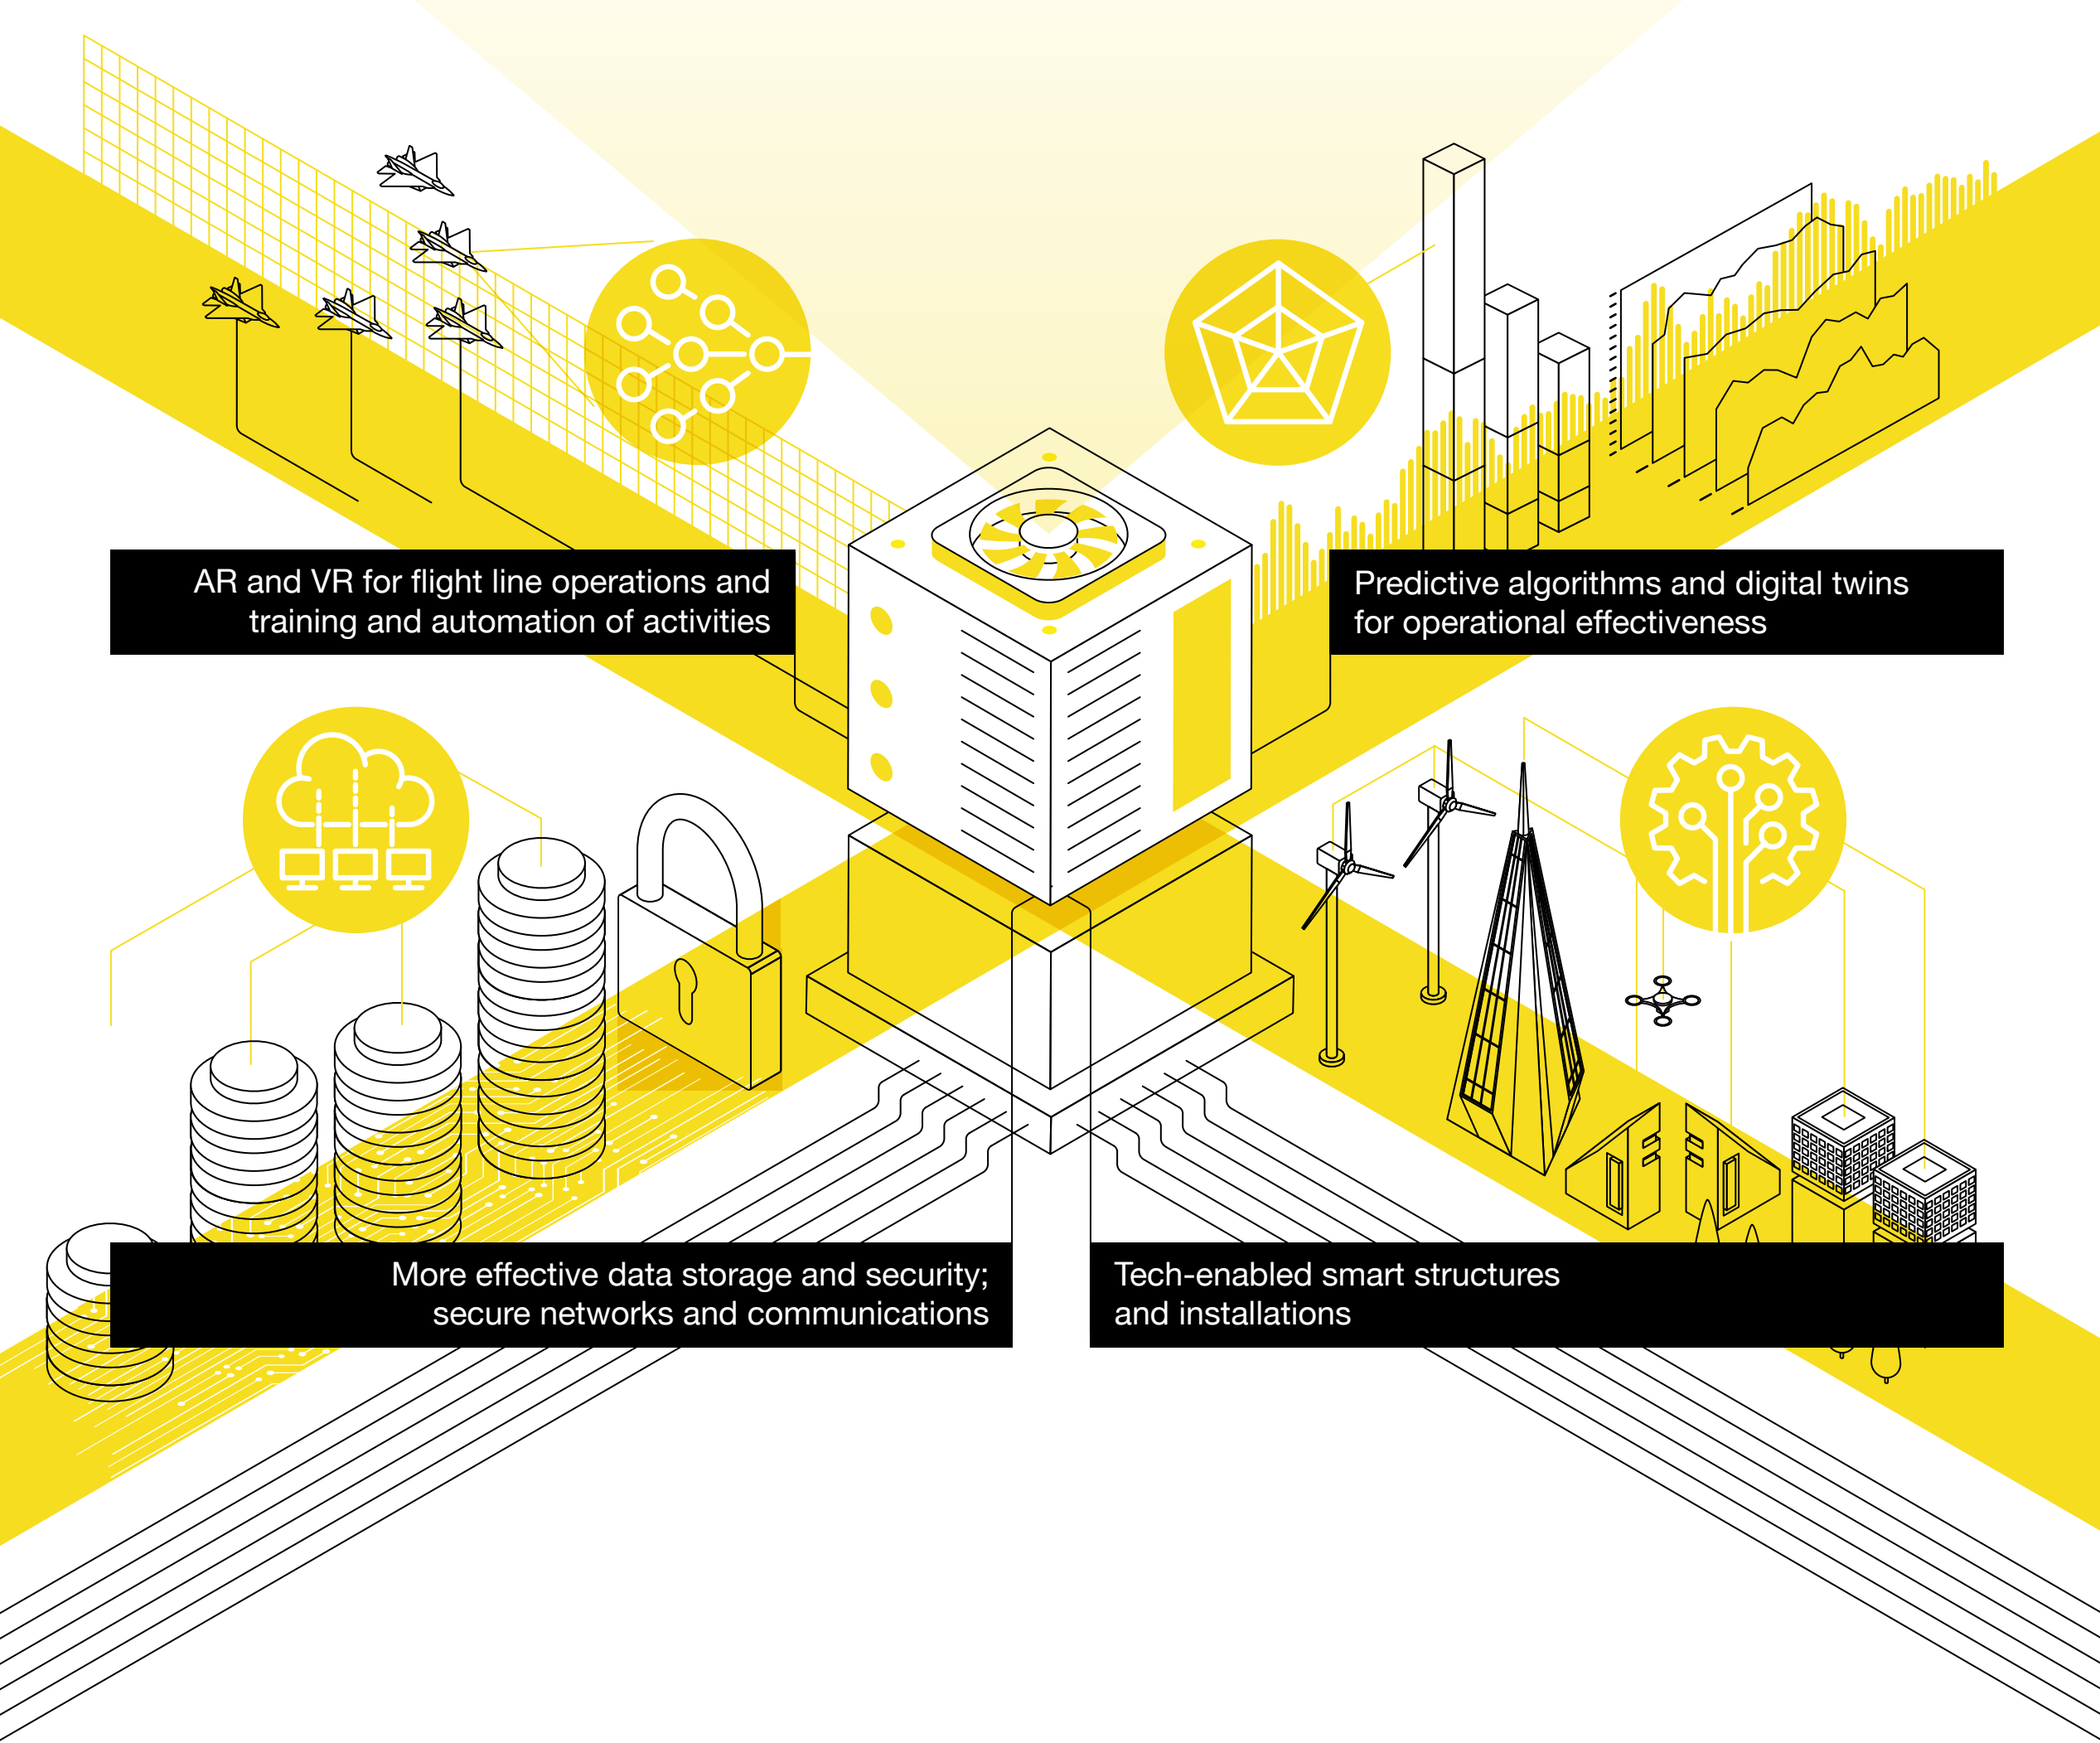 AR and VR for flight line operations and
training and automation of activities
Predictive algorithms and digital twins
for operational effectiveness
More effective data storage and security;
secure networks and communications
Tech-enabled smart structures
and installations